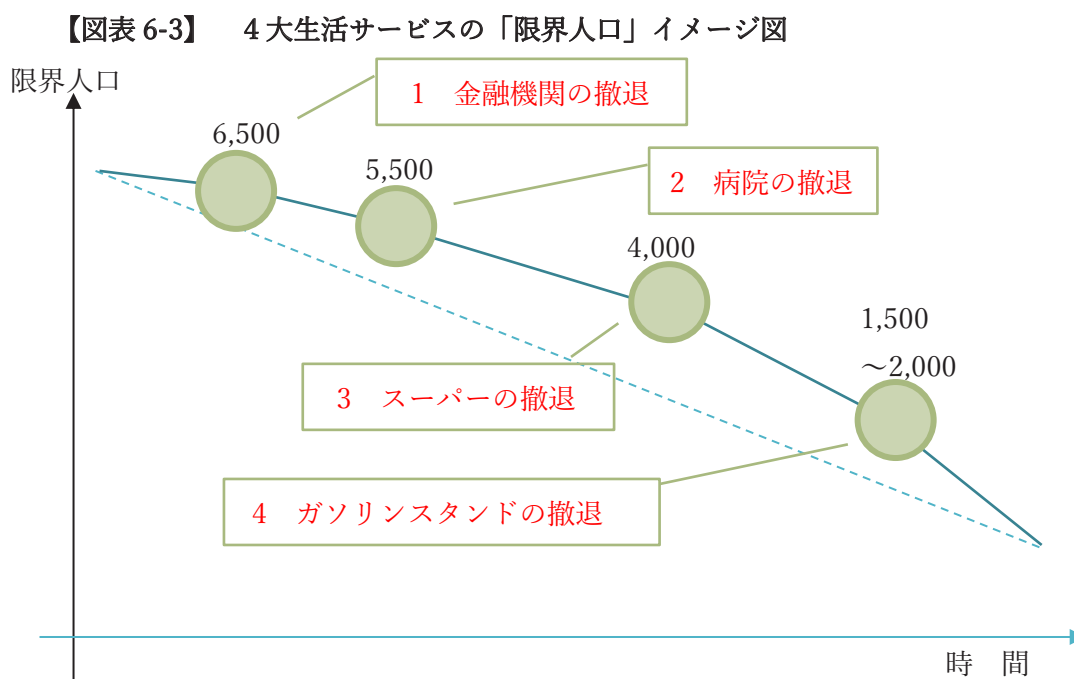 【図表 6-3】　４大生活サービスの「限界人口」イメージ図
限界人口
1　金融機関の撤退
6,500
5,500
2　病院の撤退
4,000
1,500
～2,000
3　スーパーの撤退
4　ガソリンスタンドの撤退
時　間